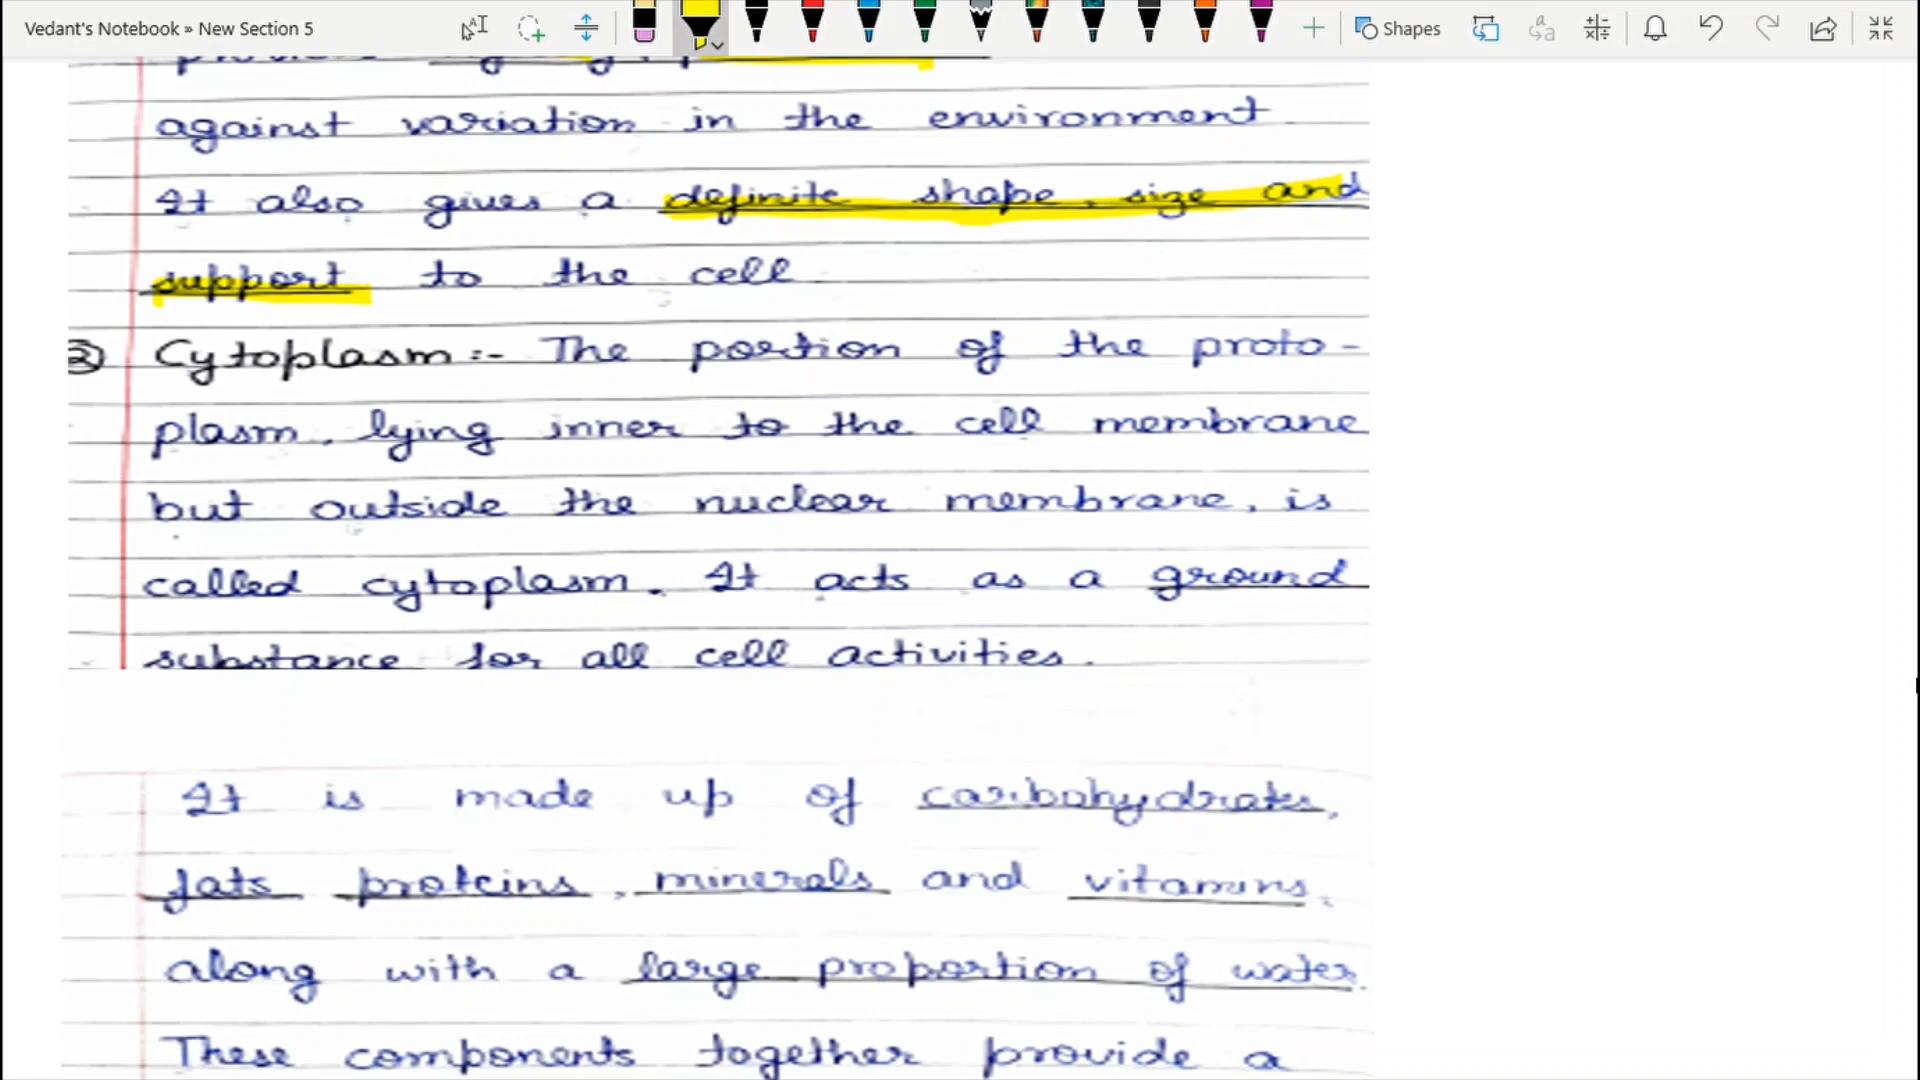 Vedant's Notebook » New Section 5
Shapes
against variation in the environment.
It also gives a definite shape, size and
support to the cell.
② Cytoplasm :- The portion of the proto-
plasm, lying inner to the cell membrane
but outside the nuclear membrane, is
called cytoplasm. It acts as a ground
substance for all cell activities.
It is made up of carbohydrates,
fats proteins, minerals and vitamins,
along with a large proportion of water.
These components together provide a